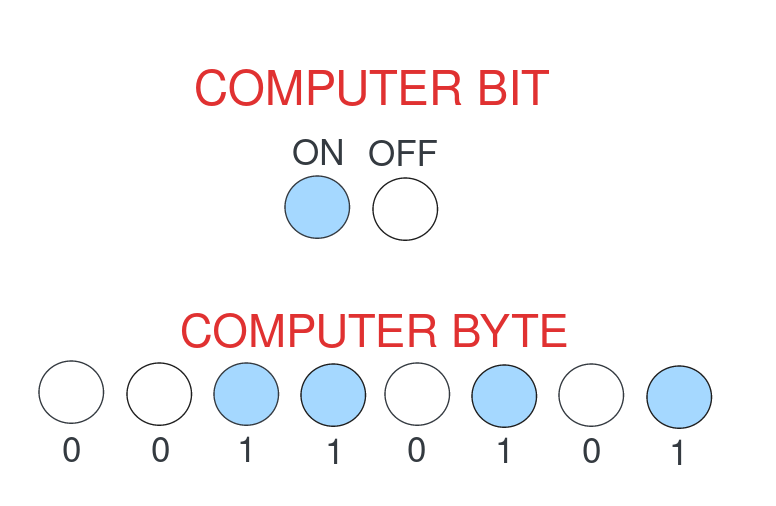 COMPUTER BIT
ON OFF
COMPUTER BYTE
0 0 1 1 0 1 0 1